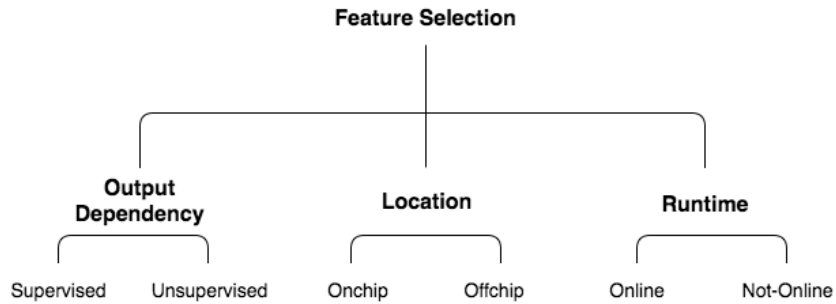 Feature Selection
Output
Dependency
Location
Runtime
Supervised
Unsupervised
Onchip
Offchip
Online
Not-Online